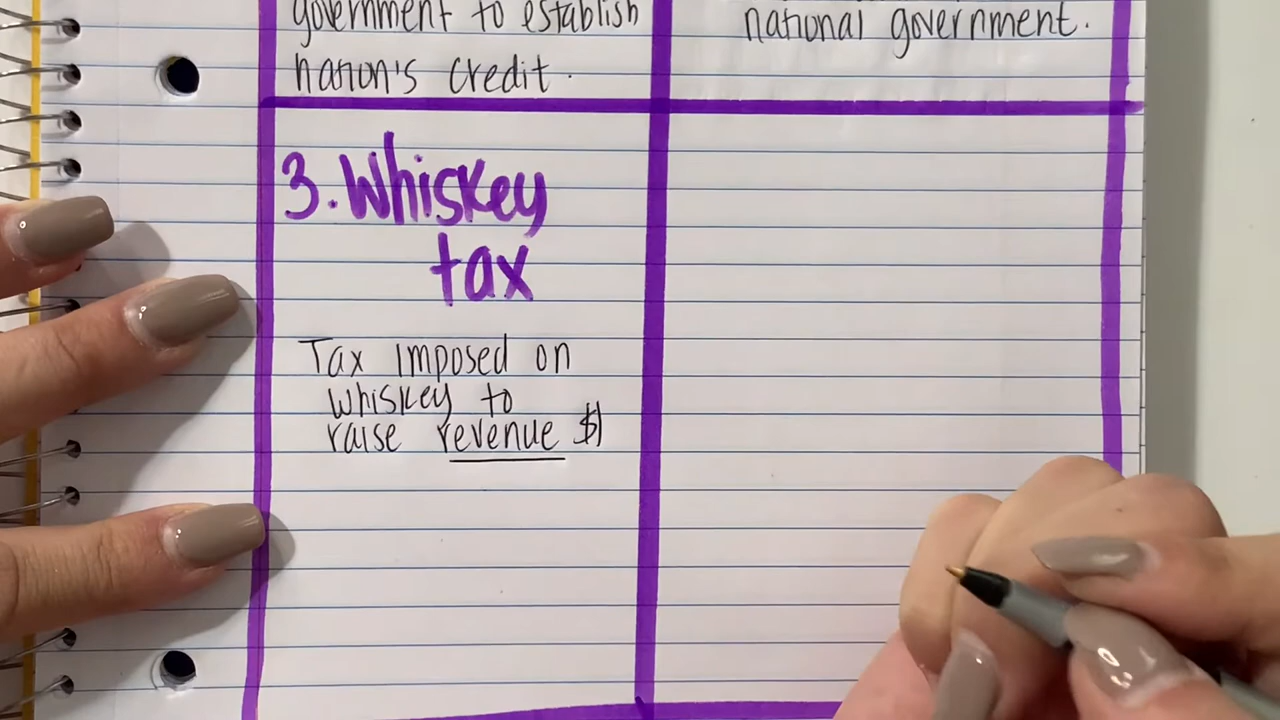 government to establish
nation's credit.
national government.
3. Whiskey
tax
Tax imposed on
whiskey to
raise revenue $